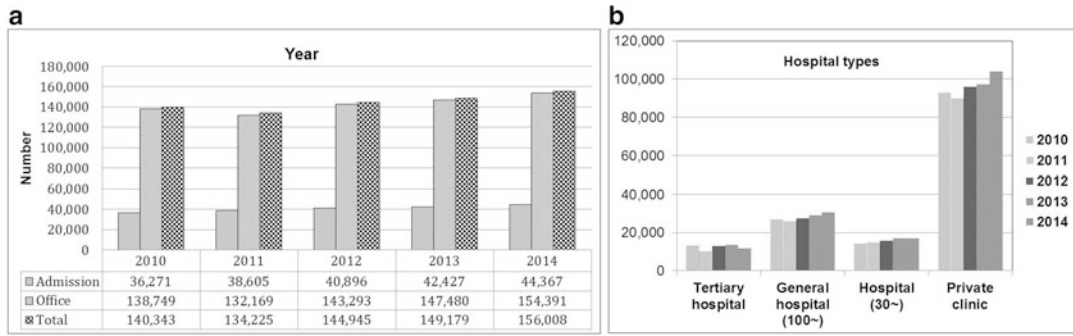 a
Year
Number
180,000
160,000
140,000
120,000
100,000
80,000
60,000
40,000
20,000
0
2010 2011 2012 2013 2014
Admission 36,271 38,605 40,896 42,427 44,367
Office 138,749 132,169 143,293 147,480 154,391
Total 140,343 134,225 144,945 149,179 156,008
b
Hospital types
120,000
100,000
80,000
60,000
40,000
20,000
0
Tertiary hospital
General hospital (100~)
Hospital (30~)
Private clinic
2010
2011
2012
2013
2014